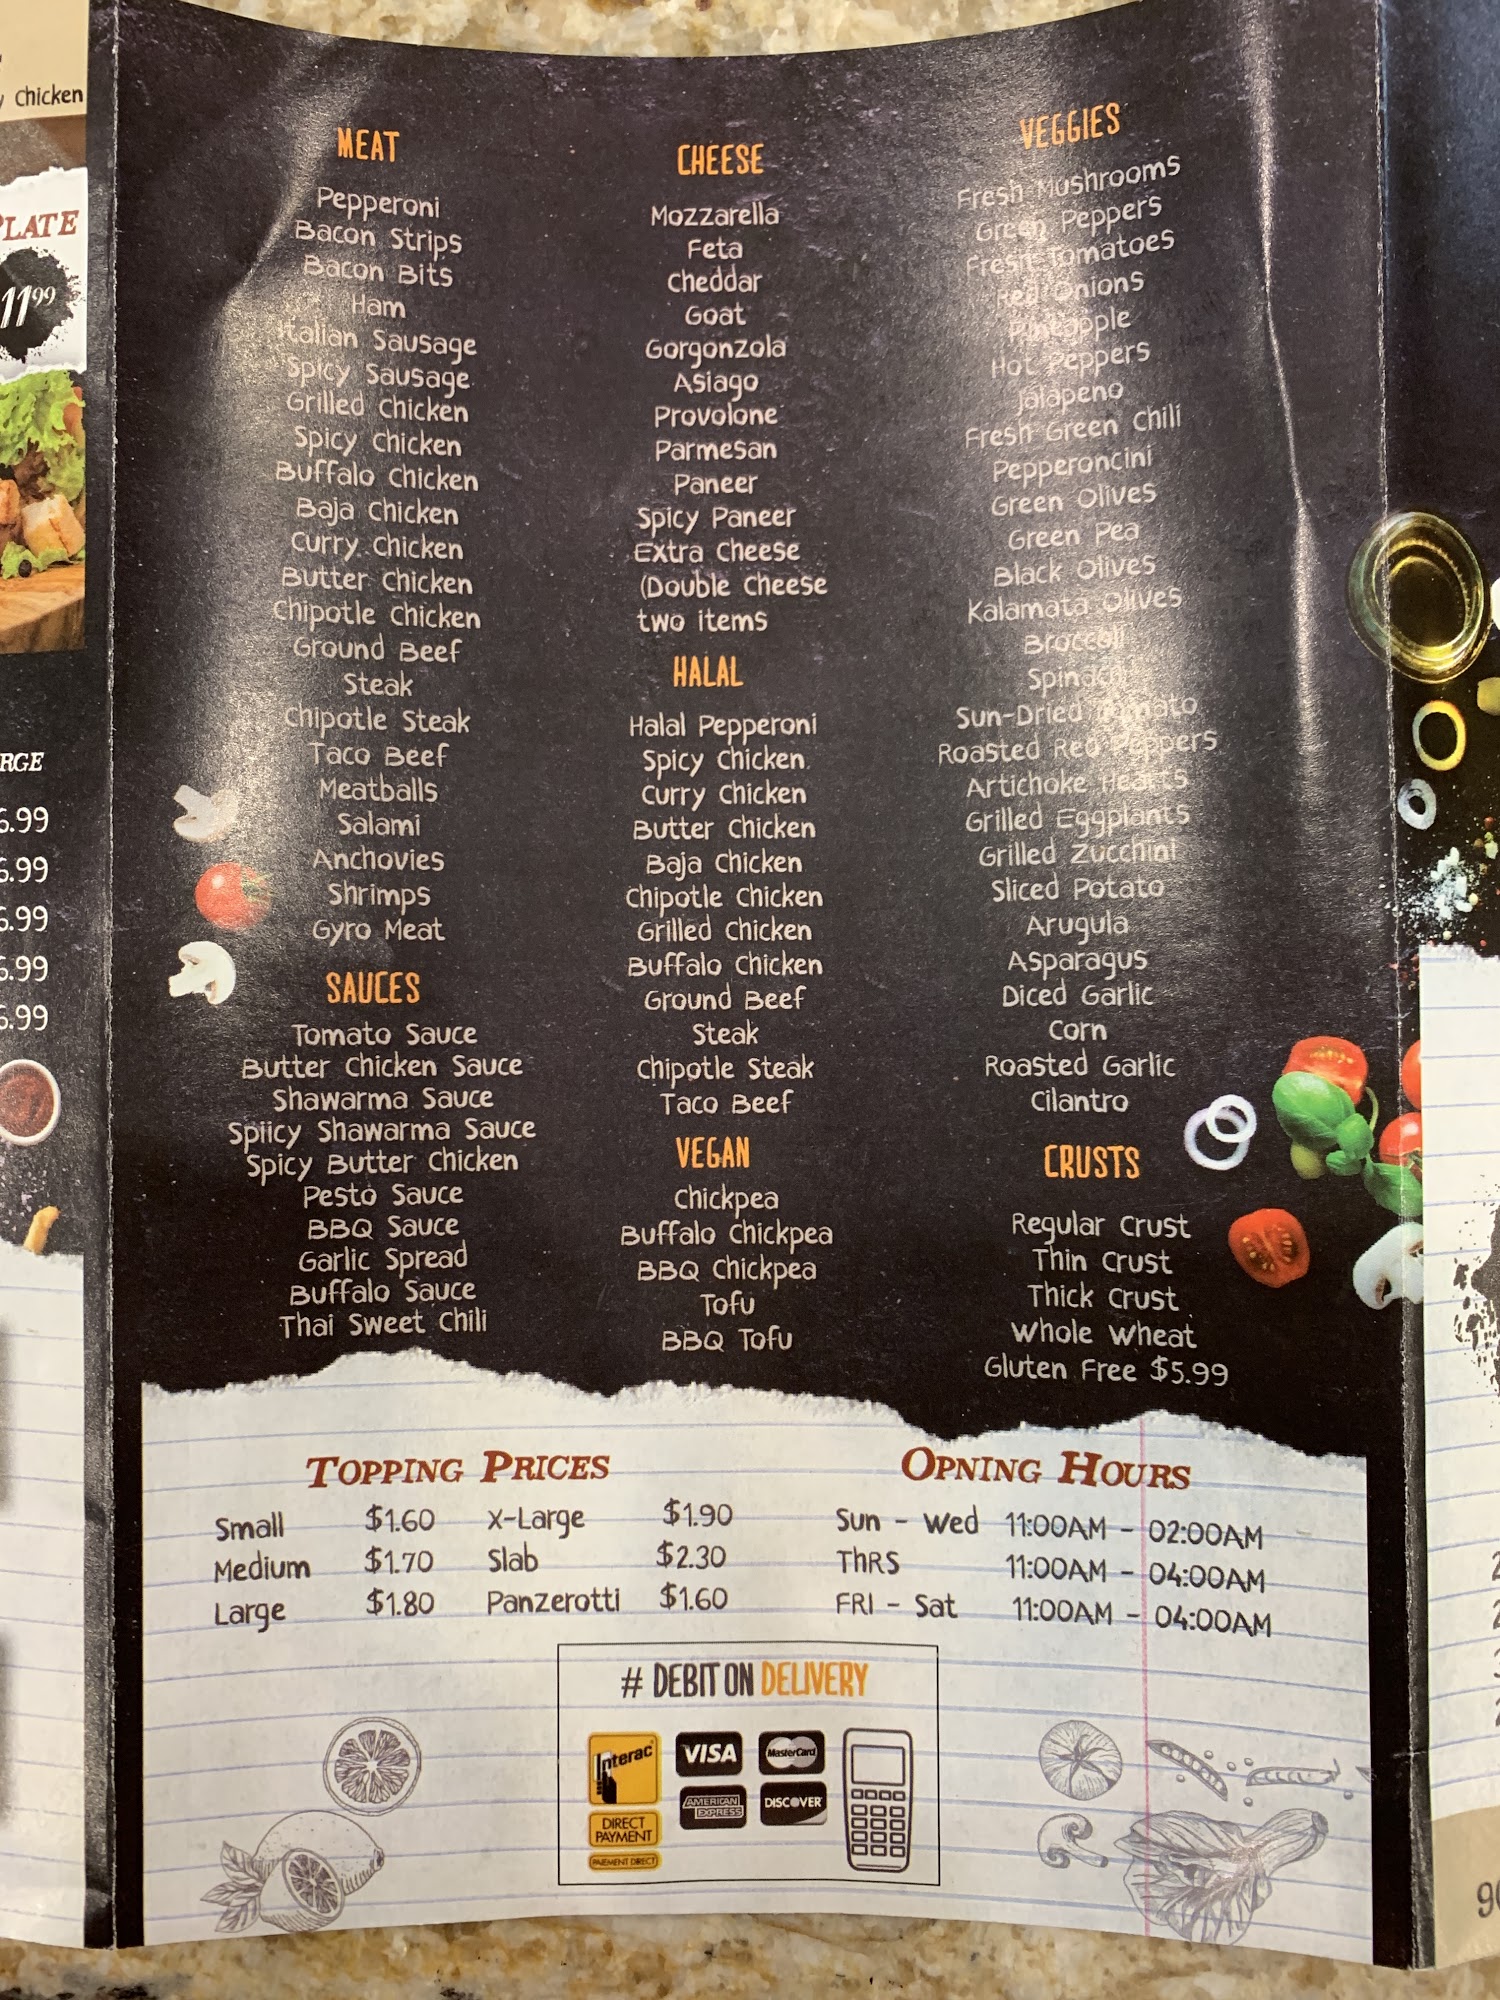 y Chicken
PLATE
11⁹⁹
RGE
6.99
6.99
6.99
6.99
6.99
MEAT
Pepperoni
Bacon Strips
Bacon Bits
Ham
Italian Sausage
Spicy Sausage
Grilled Chicken
Spicy Chicken
Buffalo Chicken
Baja Chicken
Curry Chicken
Butter Chicken
Chipotle Chicken
Ground Beef
Steak
Chipotle Steak
Taco Beef
Meatballs
Salami
Anchovies
Shrimps
Gyro Meat
SAUCES
Tomato Sauce
Butter Chicken Sauce
Shawarma Sauce
Spiicy Shawarma Sauce
Spicy Butter Chicken
Pesto Sauce
BBQ Sauce
Garlic Spread
Buffalo Sauce
Thai Sweet Chili
CHEESE
Mozzarella
Feta
Cheddar
Goat
Gorgonzola
Asiago
Provolone
Parmesan
Paneer
Spicy Paneer
Extra Cheese
(Double Cheese
two items
HALAL
Halal Pepperoni
Spicy Chicken
Curry Chicken
Butter Chicken
Baja Chicken
Chipotle Chicken
Grilled Chicken
Buffalo Chicken
Ground Beef
Steak
Chipotle Steak
Taco Beef
VEGAN
Chickpea
Buffalo Chickpea
BBQ Chickpea
Tofu
BBQ Tofu
VEGGIES
Fresh Mushrooms
Green Peppers
Fresh Tomatoes
Red Onions
Pineapple
Hot Peppers
Jalapeno
Fresh Green Chili
Pepperoncini
Green Olives
Green Pea
Black Olives
Kalamata Olives
Broccoli
Spinach
Sun-Dried Tomato
Roasted Red Peppers
Artichoke Hearts
Grilled Eggplants
Grilled Zucchini
Sliced Potato
Arugula
Asparagus
Diced Garlic
Corn
Roasted Garlic
Cilantro
CRUSTS
Regular Crust
Thin Crust
Thick Crust
Whole Wheat
Gluten Free $5.99
TOPPING PRICES
Small $1.60 X-Large $1.90
Medium $1.70 Slab $2.30
Large $1.80 Panzerotti $1.60
OPNING HOURS
Sun - Wed 11:00AM - 02:00AM
ThRS 11:00AM - 04:00AM
FRI - Sat 11:00AM - 04:00AM
# DEBIT ON DELIVERY
Interac
DIRECT
PAYMENT
PAIEMENT DIRECT
VISA
MasterCard
AMERICAN
EXPRESS
DISCOVER